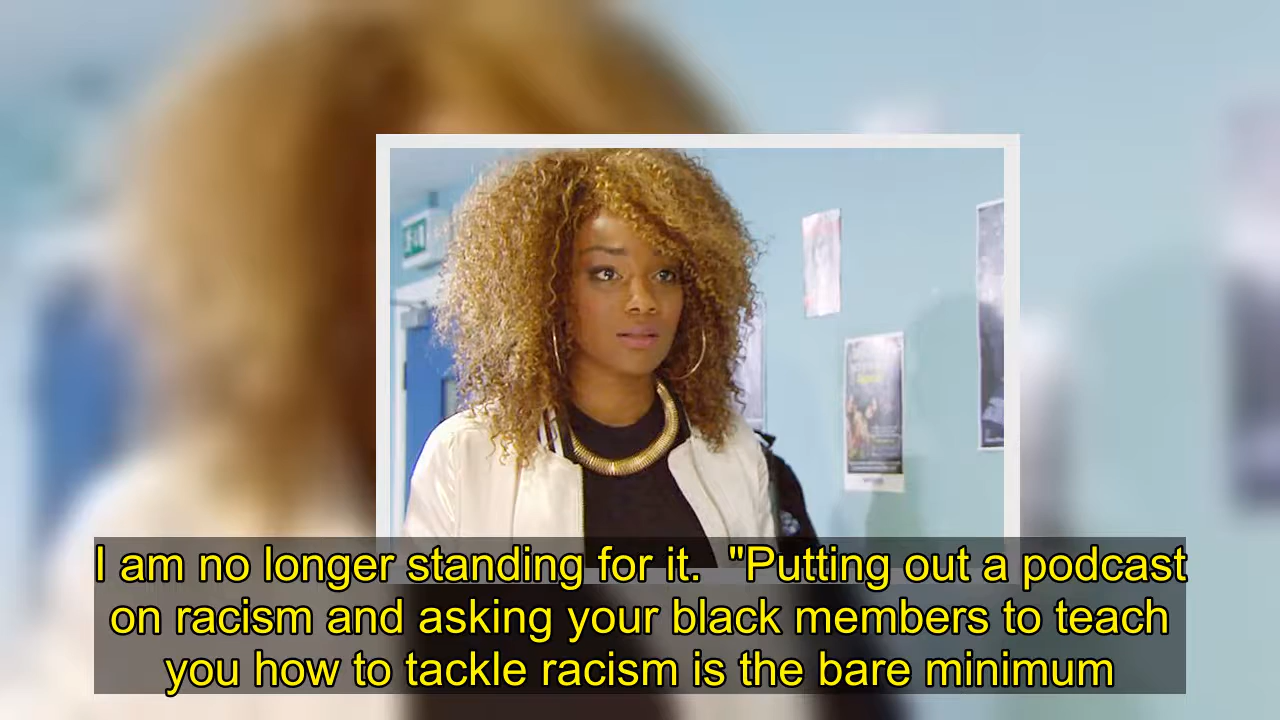 I am no longer standing for it.  "Putting out a podcast
on racism and asking your black members to teach
you how to tackle racism is the bare minimum